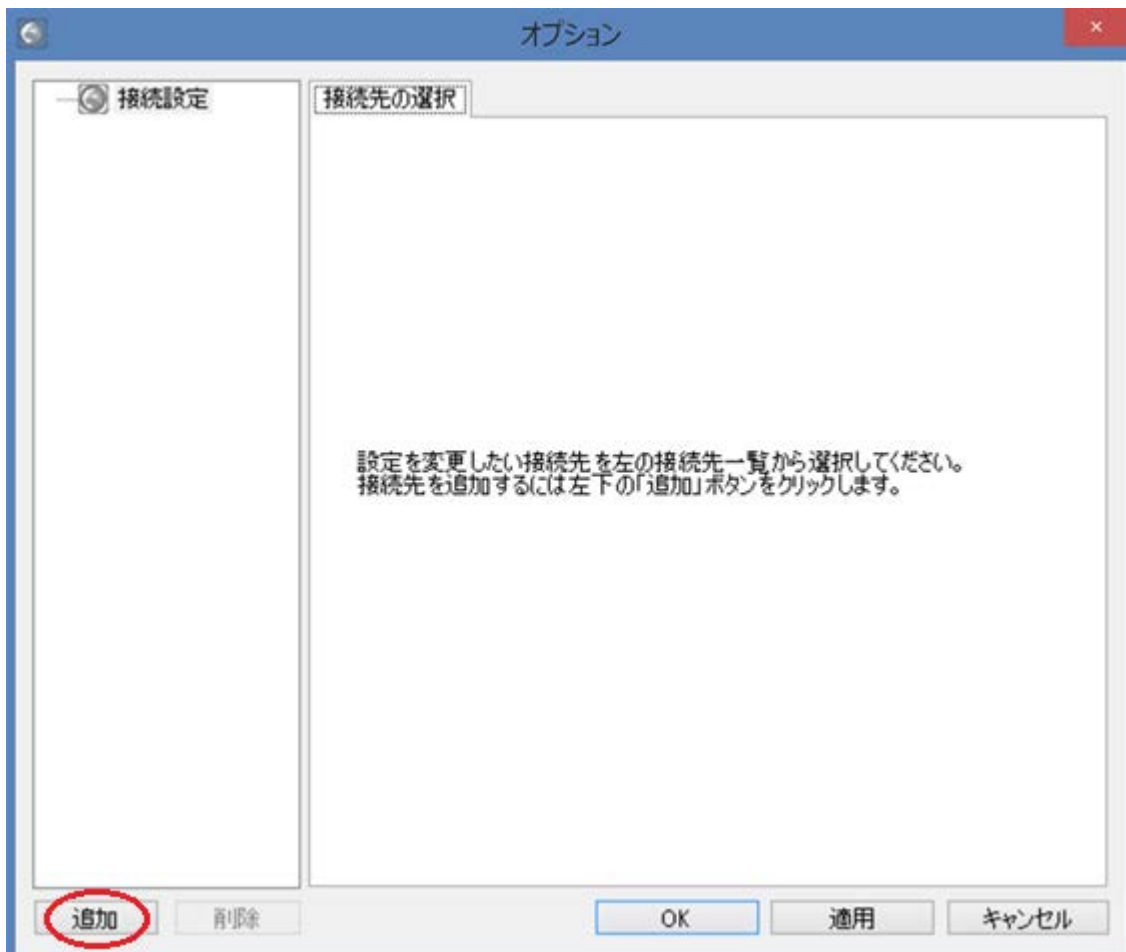 オプション
接続設定
接続先の選択
設定を変更したい接続先を左の接続先一覧から選択してください。
接続先を追加するには左下の「追加」ボタンをクリックします。
追加
削除
OK
適用
キャンセル